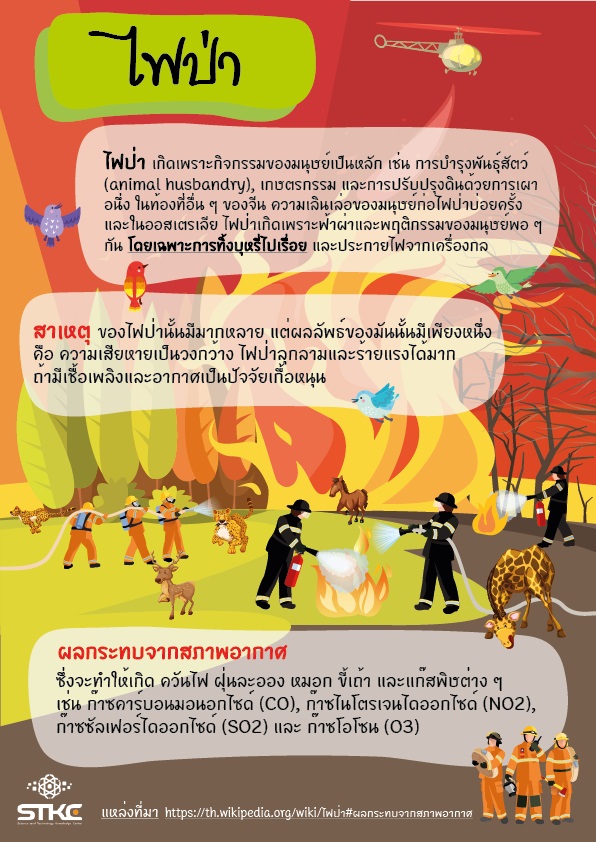 ไฟป่า
ไฟป่า เกิดเพราะกิจกรรมของมนุษย์เป็นหลัก เช่น การบำรุงพันธุ์สัตว์
(animal husbandry), เกษตรกรรม และการปรับปรุงดินด้วยการเผา
อนึ่ง ในท้องที่อื่น ๆ ของจีน ความเลินเล่อของมนุษย์ก่อไฟป่าบ่อยครั้ง
และในออสเตรเลีย ไฟป่าเกิดเพราะฟ้าผ่าและพฤติกรรมของมนุษย์พอ ๆ
กัน โดยเฉพาะการทิ้งบุหรี่ไปเรื่อย และประกายไฟจากเครื่องกล
สาเหตุ ของไฟป่านั้นมีมากหลาย แต่ผลลัพธ์ของมันนั้นมีเพียงหนึ่ง
คือ ความเสียหายเป็นวงกว้าง ไฟป่าลุกลามและร้ายแรงได้มาก
ถ้ามีเชื้อเพลิงและอากาศเป็นปัจจัยเกื้อหนุน
ผลกระทบจากสภาพอากาศ
ซึ่งจะทำให้เกิด ควันไฟ ฝุ่นละออง หมอก ขี้เถ้า และแก๊สพิษต่าง ๆ
เช่น ก๊าซคาร์บอนมอนอกไซด์ (CO), ก๊าซไนโตรเจนไดออกไซด์ (NO2),
ก๊าซซัลเฟอร์ไดออกไซด์ (SO2) และ ก๊าซโอโซน (O3)
STKC
Science and Technology Knowledge Center
แหล่งที่มา https://th.wikipedia.org/wiki/ไฟป่า#ผลกระทบจากสภาพอากาศ